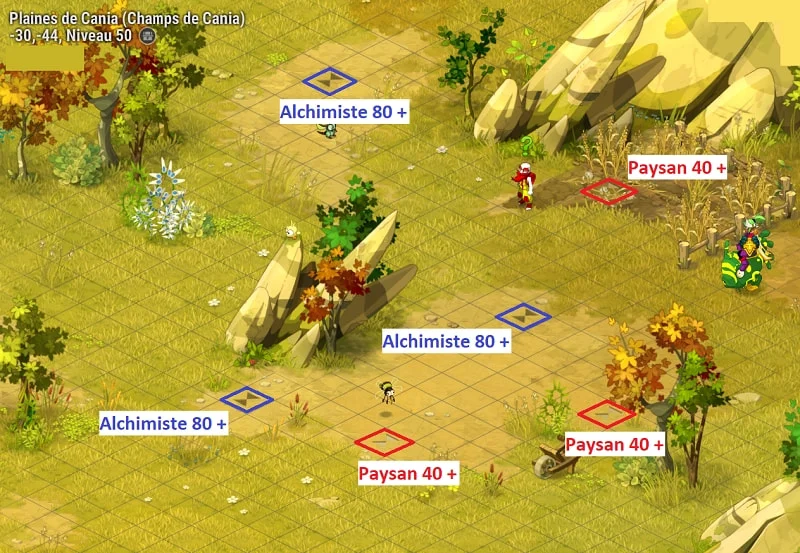 Plaines de Cania (Champs de Cania)
-30,-44, Niveau 50
Alchimiste 80 +
Paysan 40 +
Alchimiste 80 +
Alchimiste 80 +
Paysan 40 +
Paysan 40 +